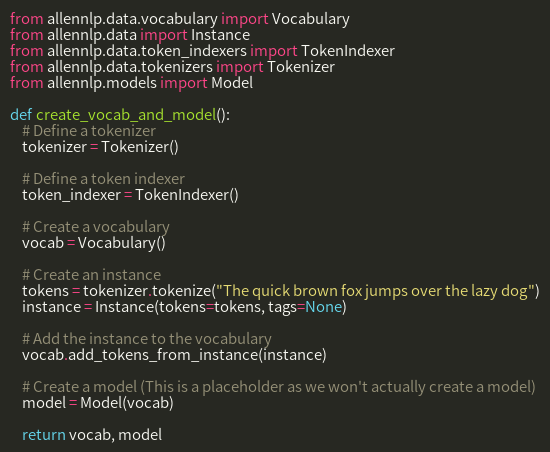 from allennlp.data.vocabulary import Vocabulary
from allennlp.data import Instance
from allennlp.data.token_indexers import TokenIndexer
from allennlp.data.tokenizers import Tokenizer
from allennlp.models import Model

def create_vocab_and_model():
    # Define a tokenizer
    tokenizer = Tokenizer()

    # Define a token indexer
    token_indexer = TokenIndexer()

    # Create a vocabulary
    vocab = Vocabulary()

    # Create an instance
    tokens = tokenizer.tokenize("The quick brown fox jumps over the lazy dog")
    instance = Instance(tokens=tokens, tags=None)

    # Add the instance to the vocabulary
    vocab.add_tokens_from_instance(instance)

    # Create a model (This is a placeholder as we won't actually create a model)
    model = Model(vocab)

    return vocab, model